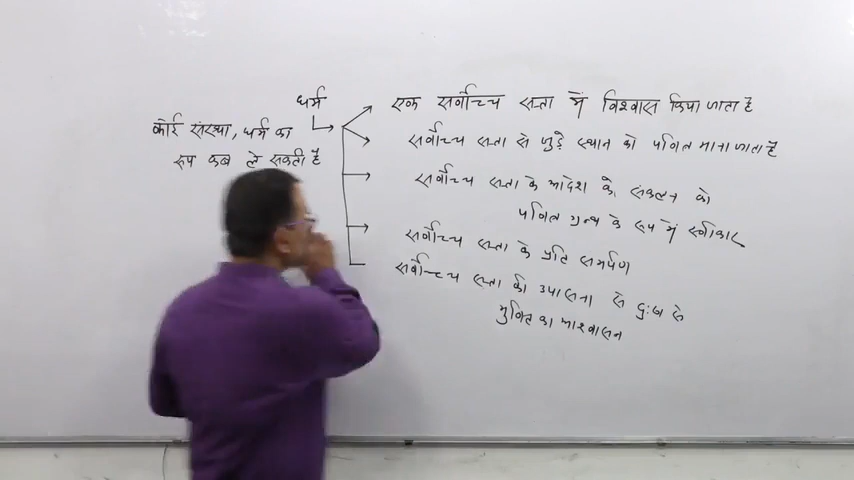 धर्म
कोई संस्था, धर्म का
रूप कब ले सकती है
एक सर्वोच्च सत्ता में विश्वास किया जाता है
सर्वोच्च सत्ता से जुड़े स्थान को पवित्र माना जाता है
सर्वोच्च सत्ता के आदेश के संकलन को
पवित्र ग्रन्थ के रूप में स्वीकार
सर्वोच्च सत्ता के प्रति समर्पण
सर्वोच्च सत्ता की उपासना से दुःख से
मुक्ति का आश्वासन